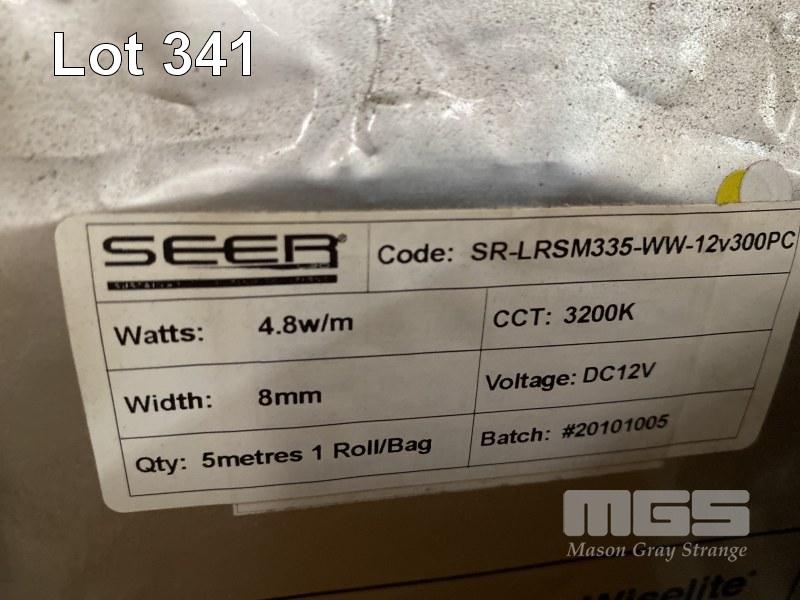 Lot 341
SEER®
Code: SR-LRSM335-WW-12v300PC
Watts: 4.8w/m
CCT: 3200K
Width: 8mm
Voltage: DC12V
Qty: 5metres 1 Roll/Bag
Batch: #20101005
MGS
Mason Gray Strange
Wiselite